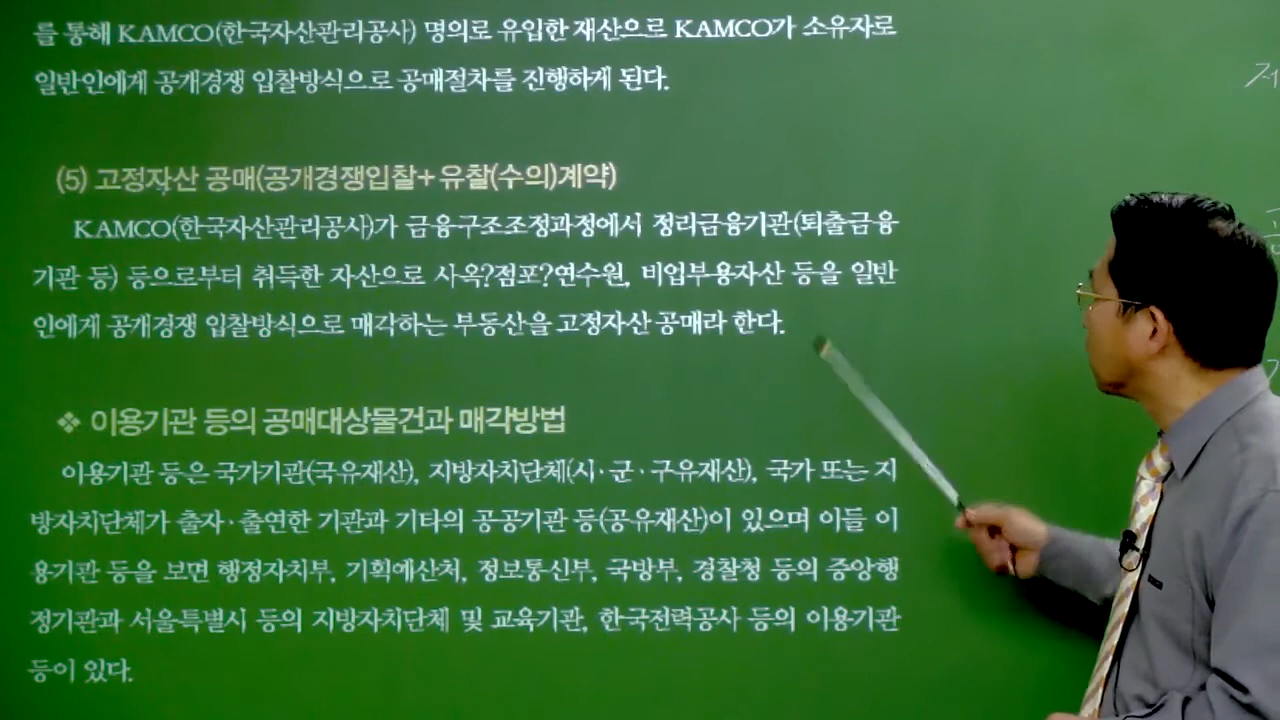 를 통해 KAMCO(한국자산관리공사) 명의로 유입한 재산으로 KAMCO가 소유자로
일반인에게 공개경쟁 입찰방식으로 공매절차를 진행하게 된다.
(5) 고정자산 공매(공개경쟁입찰+유찰(수의)계약)
KAMCO(한국자산관리공사)가 금융구조조정과정에서 정리금융기관(퇴출금융
기관 등) 등으로부터 취득한 자산으로 사옥?점포?연수원, 비업부용자산 등을 일반
인에게 공개경쟁 입찰방식으로 매각하는 부동산을 고정자산 공매라 한다.
❖ 이용기관 등의 공매대상물건과 매각방법
이용기관 등은 국가기관(국유재산), 지방자치단체(시·군·구유재산), 국가 또는 지
방자치단체가 출자·출연한 기관과 기타의 공공기관 등(공유재산)이 있으며 이들 이
용기관 등을 보면 행정자치부, 기획예산처, 정보통신부, 국방부, 경찰청 등의 중앙행
정기관과 서울특별시 등의 지방자치단체 및 교육기관, 한국전력공사 등의 이용기관
등이 있다.